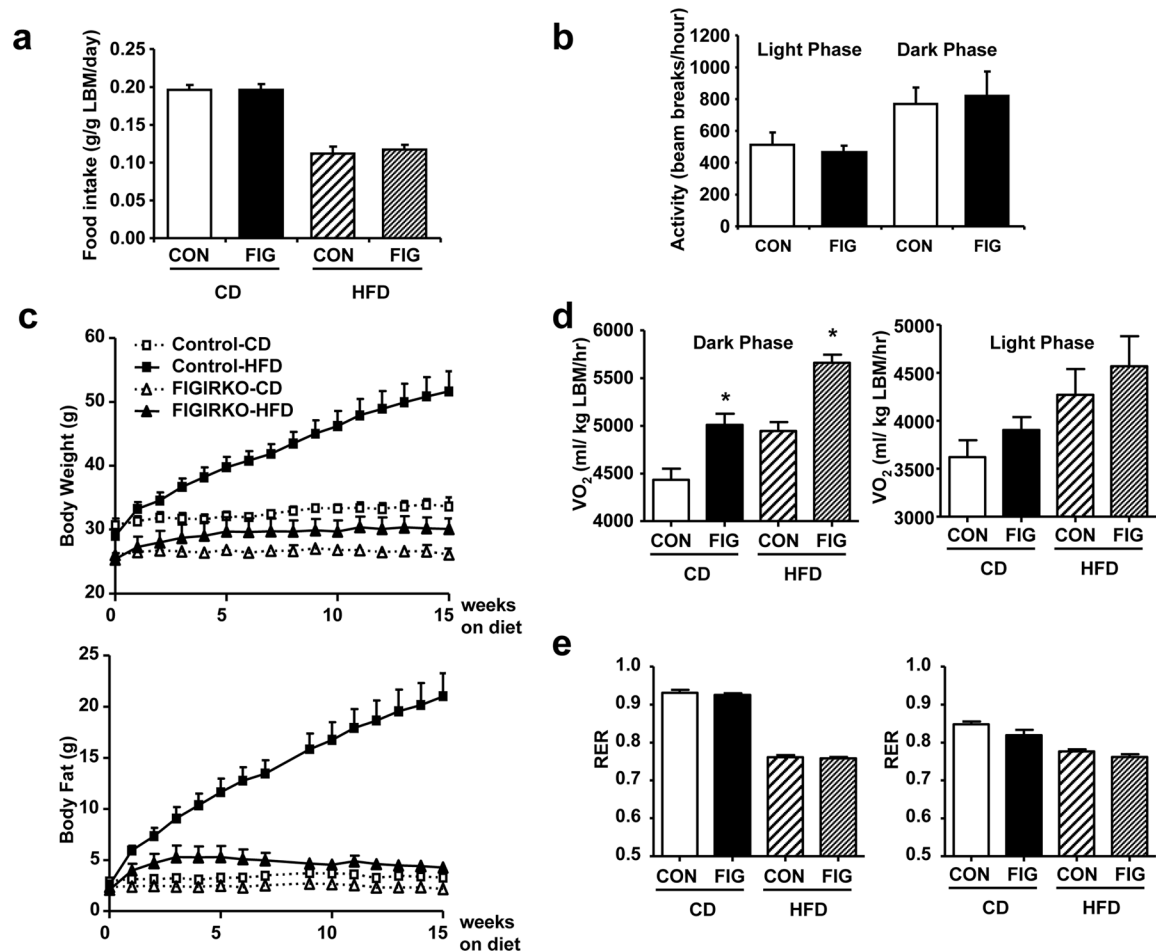 a
Food intake (g/g LBM/day)
0.25
0.20
0.15
0.10
0.05
0.00
CON FIG CON FIG
CD HFD
b
Activity (beam breaks/hour)
1200
1000
800
600
400
200
0
Light Phase Dark Phase
CON FIG CON FIG
c
Body Weight (g)
60
50
40
30
20
Control-CD
Control-HFD
FIGIRKO-CD
FIGIRKO-HFD
0 5 10 15
weeks
on diet
Body Fat (g)
25
20
15
10
5
0
0 5 10 15
weeks
on diet
d
VO2 (ml/ kg LBM/hr)
6000
5500
5000
4500
4000
Dark Phase
*
*
CON FIG CON FIG
CD HFD
VO2 (ml/ kg LBM/hr)
5000
4500
4000
3500
3000
Light Phase
CON FIG CON FIG
CD HFD
e
RER
1.0
0.9
0.8
0.7
0.6
0.5
CON FIG CON FIG
CD HFD
RER
1.0
0.9
0.8
0.7
0.6
0.5
CON FIG CON FIG
CD HFD